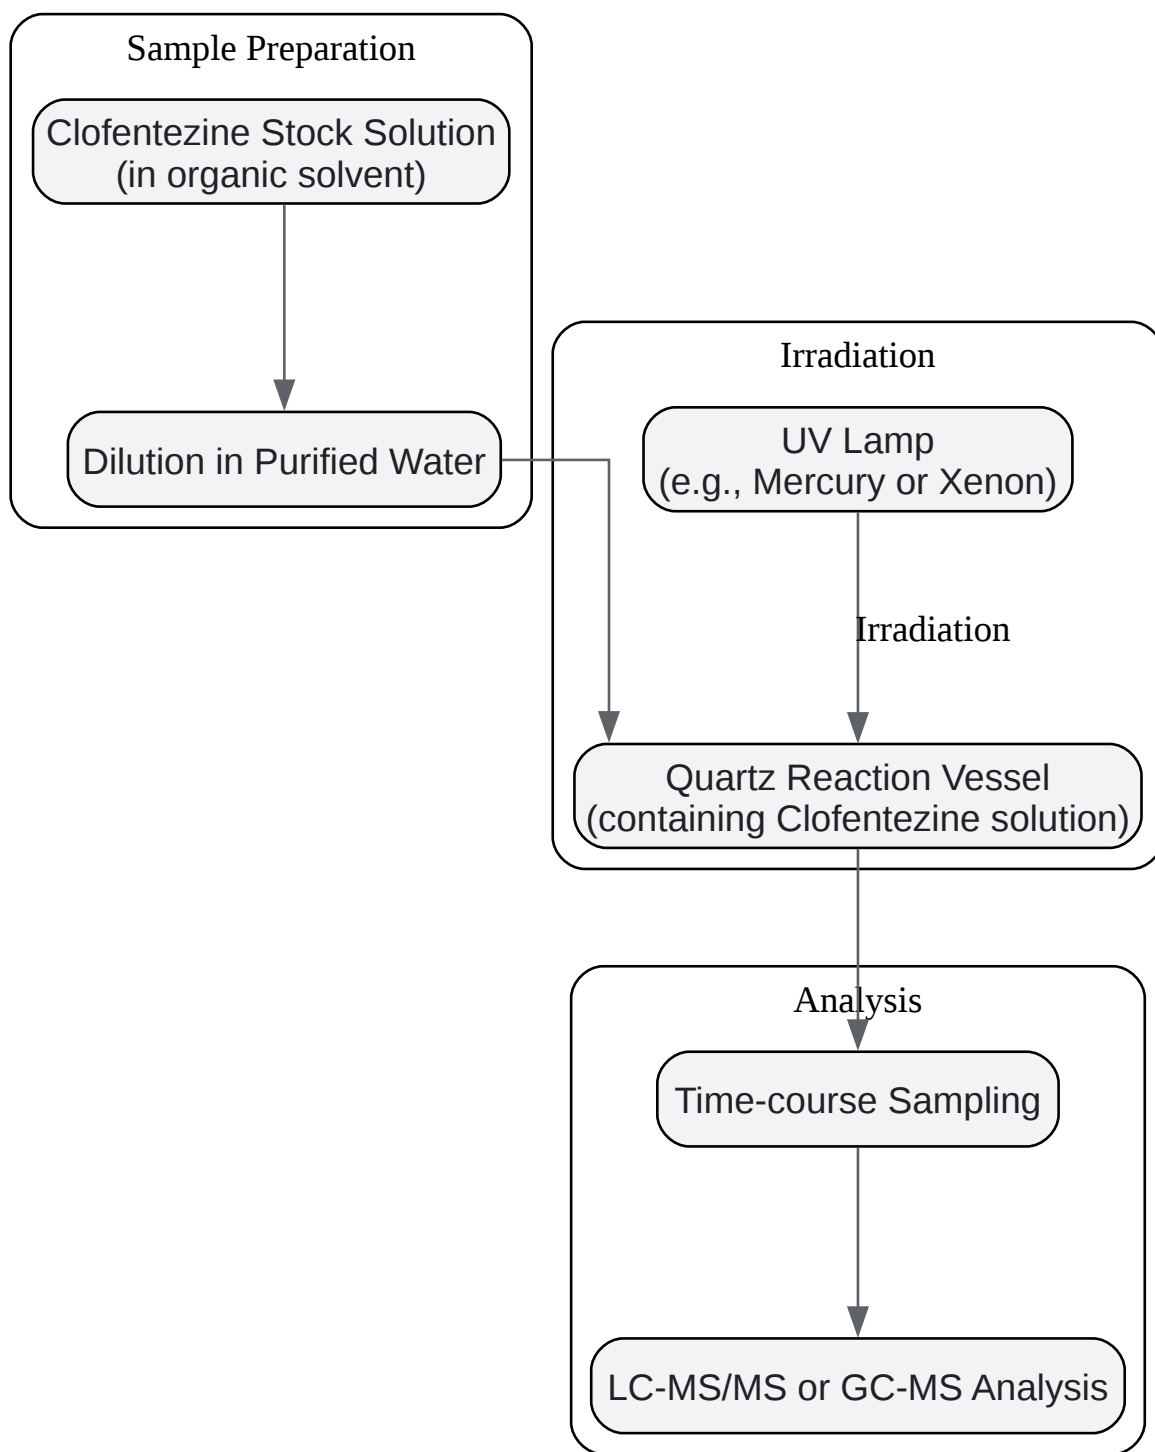 Sample Preparation
Clofentezine Stock Solution
(in organic solvent)
Dilution in Purified Water
Irradiation
UV Lamp
(e.g., Mercury or Xenon)
Irradiation
Quartz Reaction Vessel
(containing Clofentezine solution)
Analysis
Time-course Sampling
LC-MS/MS or GC-MS Analysis